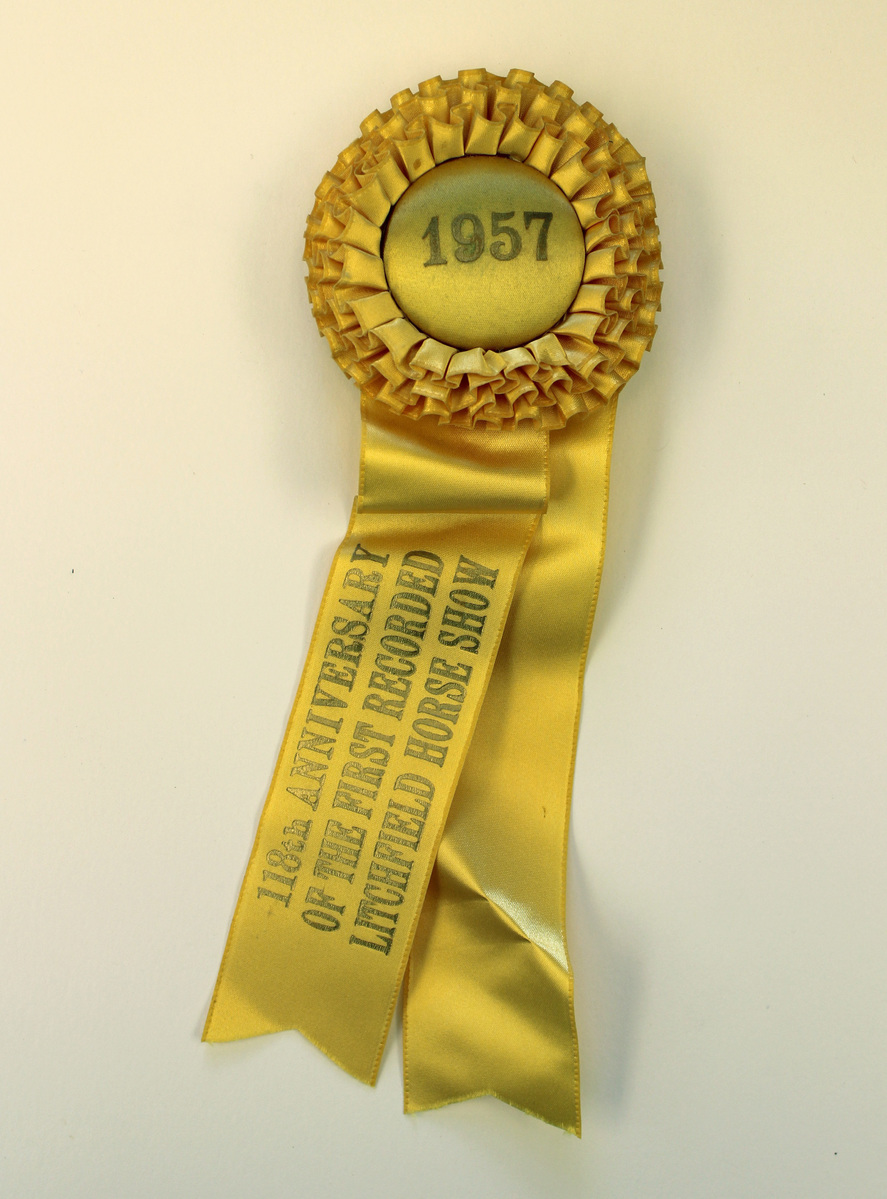 1957
118th ANNIVERSARY
OF THE FIRST RECORDED
LITCHFIELD HORSE SHOW